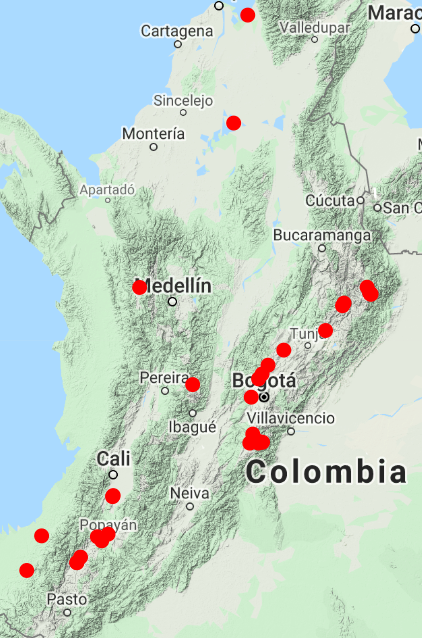 Marac
Cartagena
Valledupar
Sincelejo
Montería
Apartadó
Cúcuta
San C
Bucaramanga
Medellín
Tunj
Pereira
Bogotá
Ibagué
Villavicencio
Cali
Colombia
Neiva
Popayán
Pasto